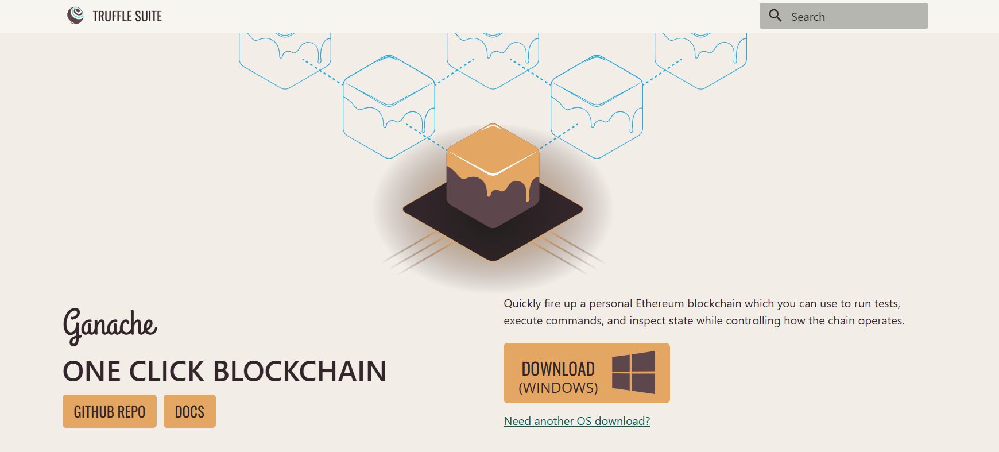 TRUFFLE SUITE
Search
Ganache
ONE CLICK BLOCKCHAIN
GITHUB REPO
DOCS
Quickly fire up a personal Ethereum blockchain which you can use to run tests,
execute commands, and inspect state while controlling how the chain operates.
DOWNLOAD
(WINDOWS)
Need another OS download?